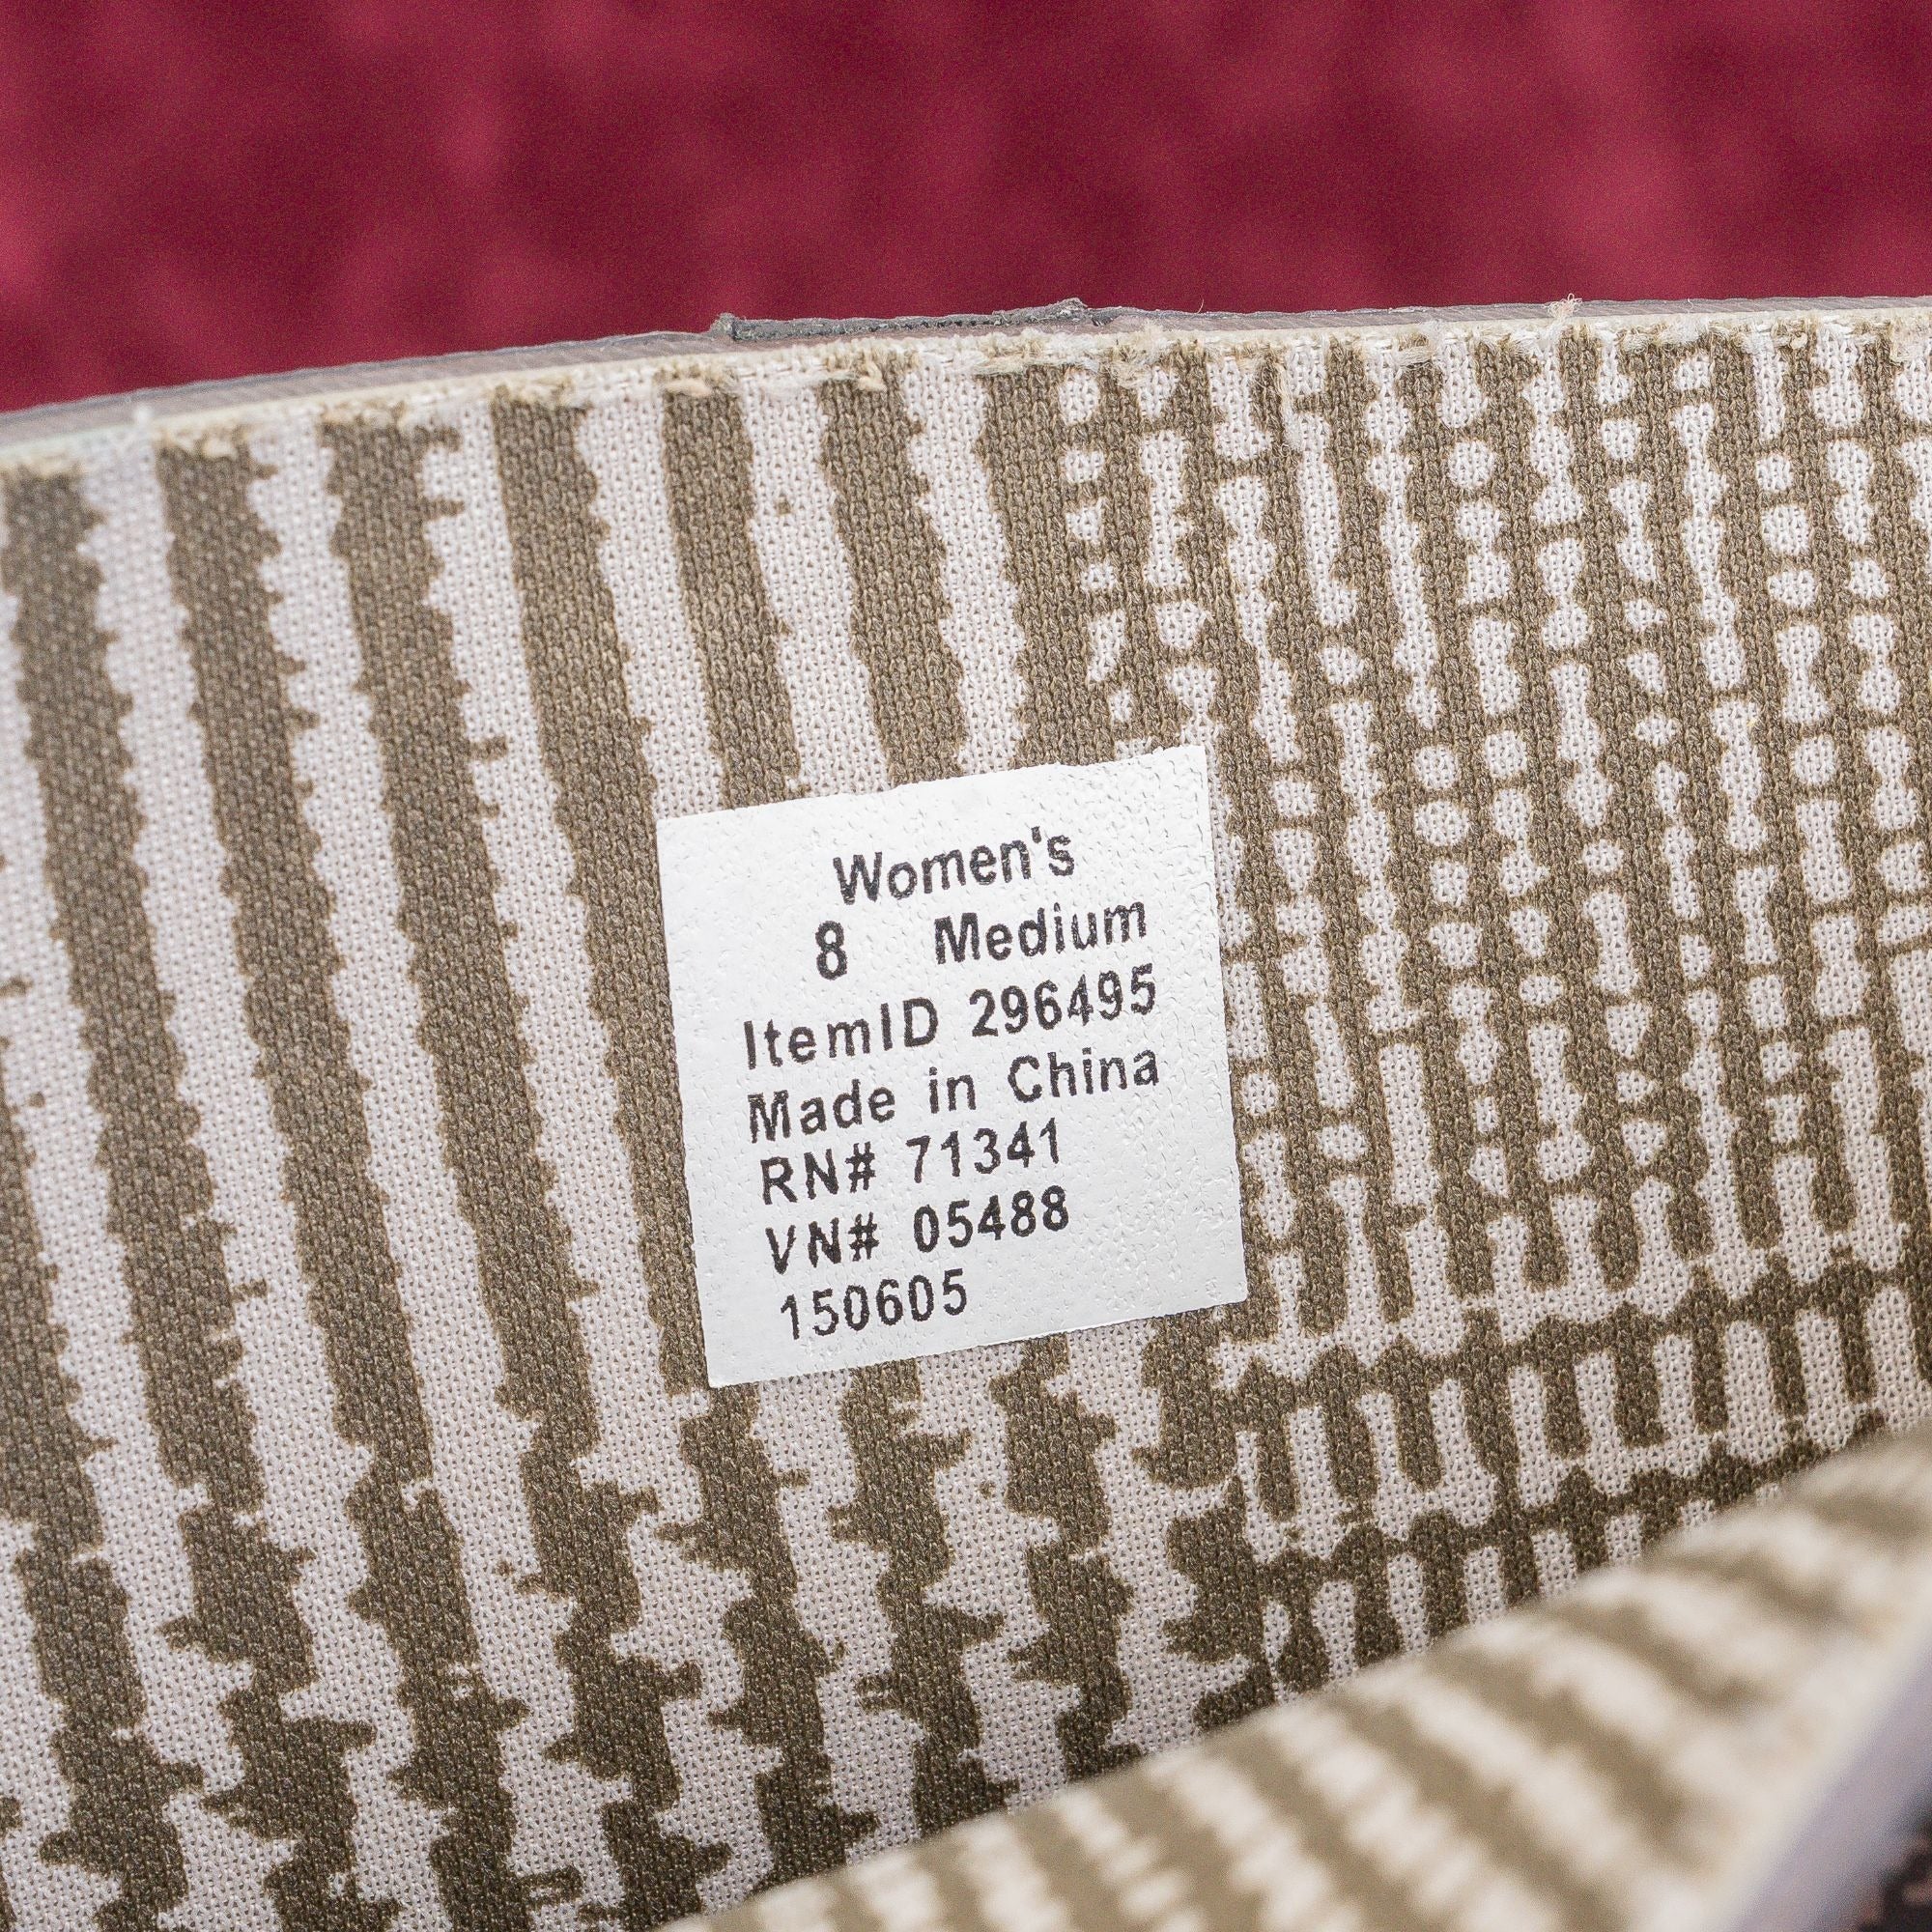 Women's
8 Medium
ItemID 296495
Made in China
RN# 71341
VN# 05488
150605